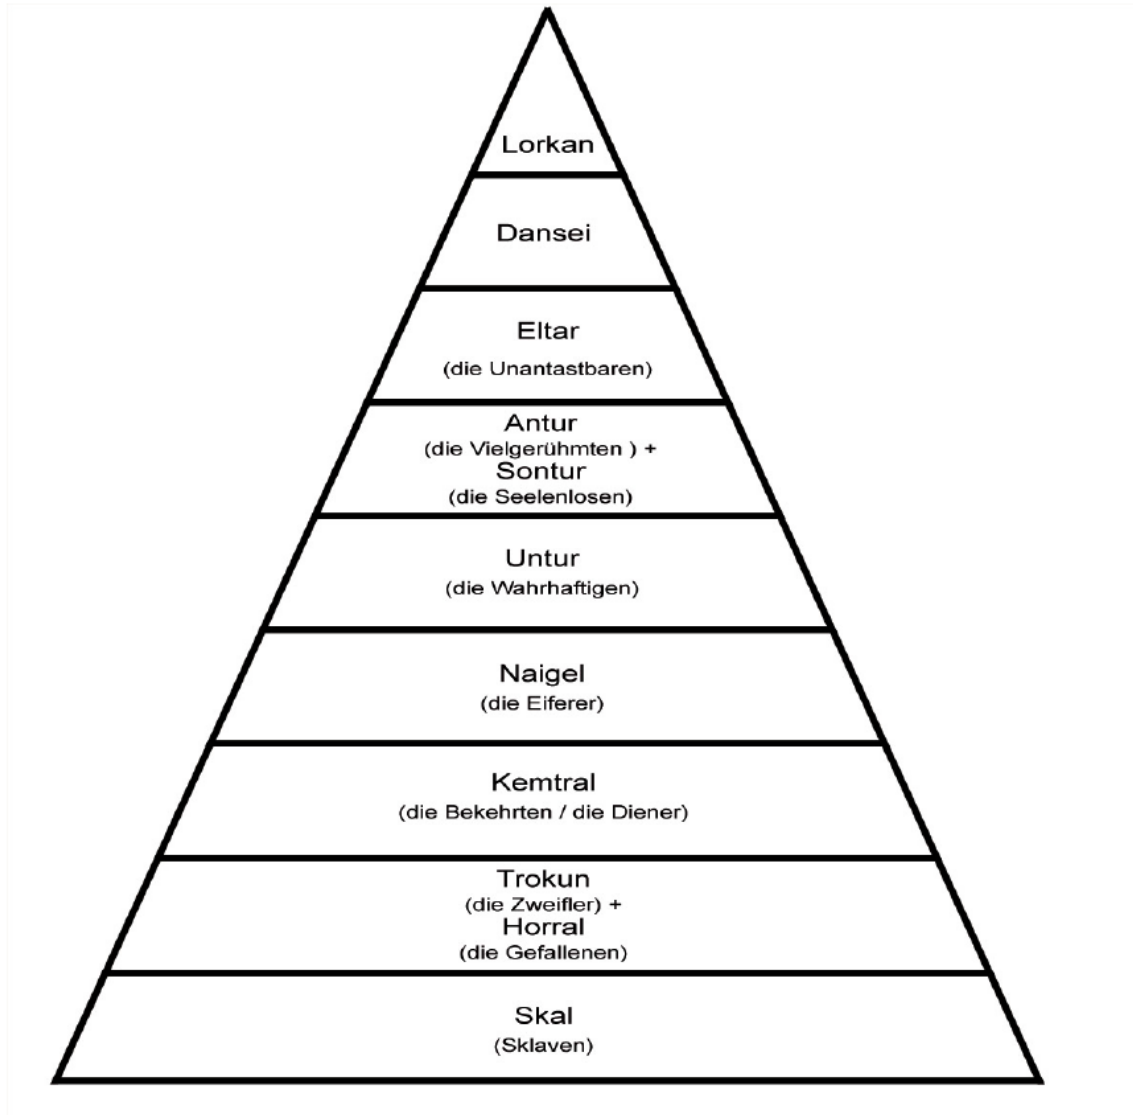 Lorkan
Dansei
Eltar
(die Unantastbaren)
Antur
(die Vielgerühmten ) +
Sontur
(die Seelenlosen)
Untur
(die Wahrhaftigen)
Naigel
(die Eiferer)
Kemtral
(die Bekehrten / die Diener)
Trokun
(die Zweifler) +
Horral
(die Gefallenen)
Skal
(Sklaven)